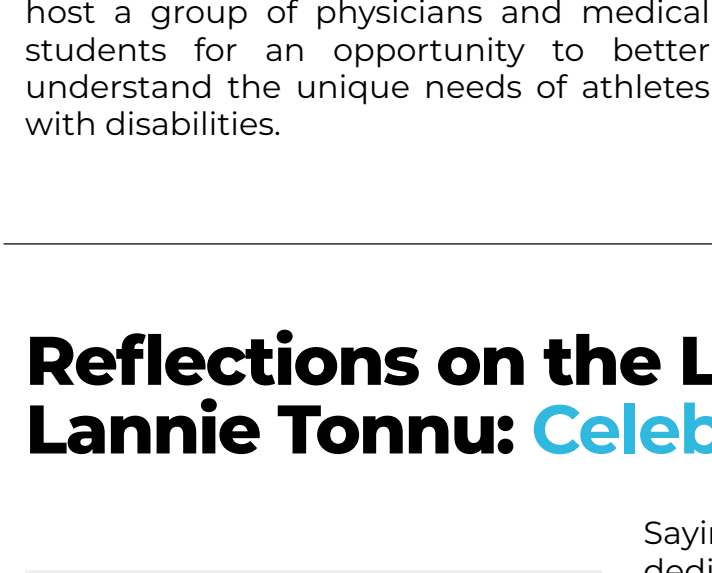 host a group of physicians and medical
students for an opportunity to better
understand the unique needs of athletes
with disabilities.
Reflections on the
Lannie Tonnu: